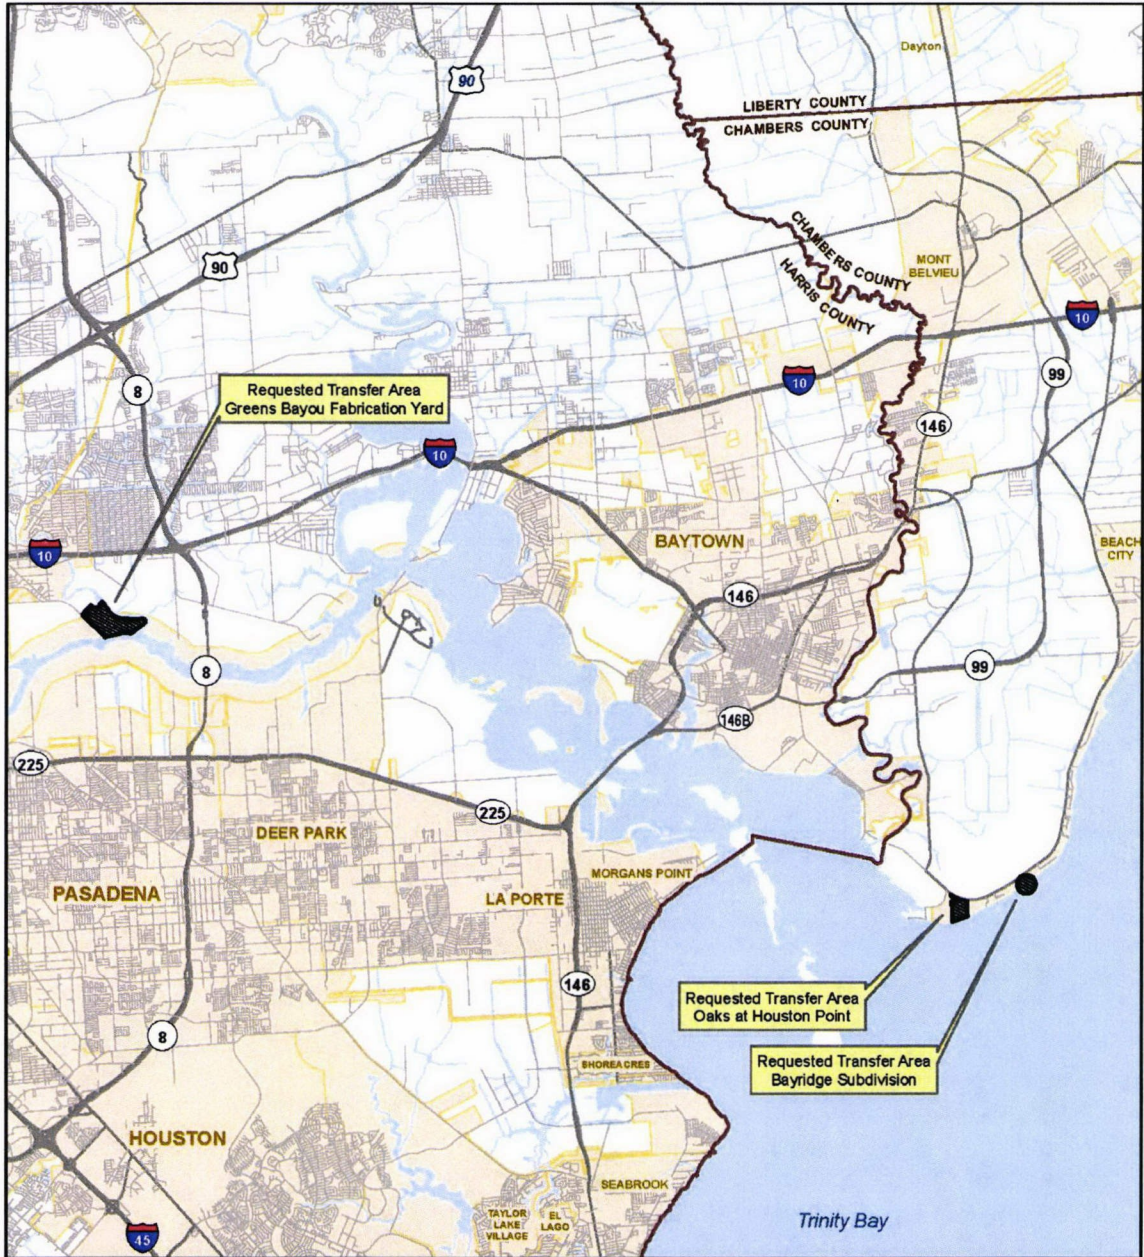 Dayton
90
LIBERTY COUNTY
CHAMBERS COUNTY
CHAMBERS COUNTY
HARRIS COUNTY
MONT
BELVIEU
90
10
10
99
8
Requested Transfer Area
Greens Bayou Fabrication Yard
146
10
10
BAYTOWN
BEACH
CITY
146
8
99
146B
225
225
DEER PARK
MORGANS POINT
PASADENA
LA PORTE
146
Requested Transfer Area
Oaks at Houston Point
8
Requested Transfer Area
Bayridge Subdivision
SHOREACRES
HOUSTON
SEABROOK
TAYLOR
LAKE
VILLAGE
EL
LAGO
Trinity Bay
45